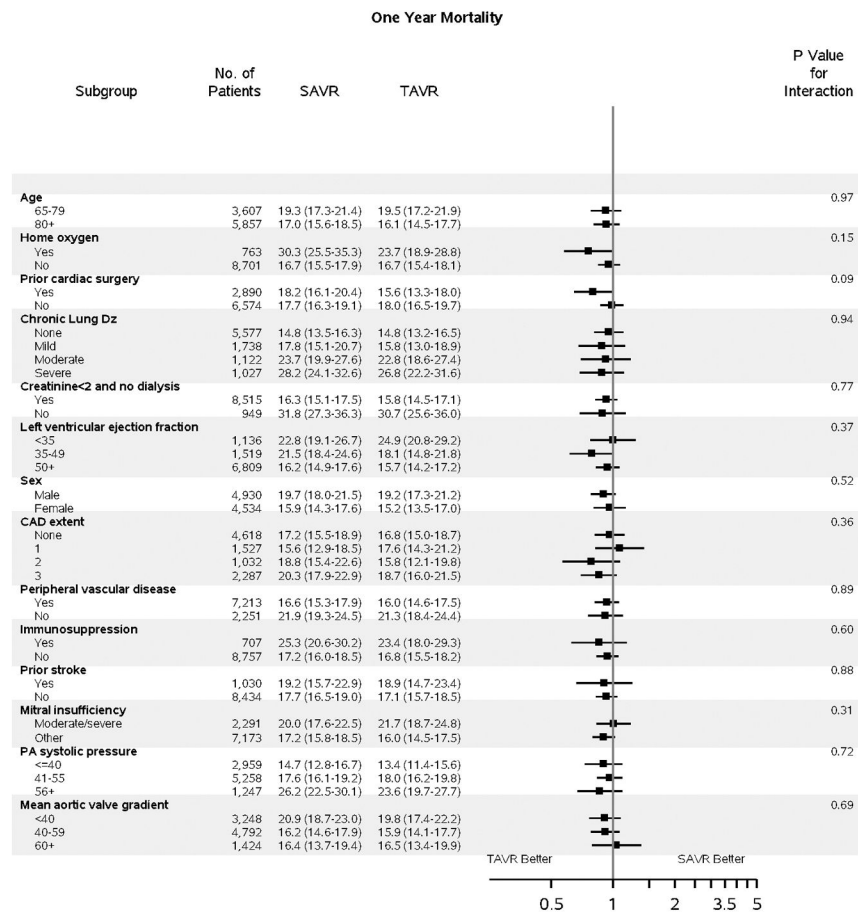 One Year Mortality
Subgroup No. of Patients SAVR TAVR P Value for Interaction
Age 0.97
65-79 3,607 19.3 (17.3-21.4) 19.5 (17.2-21.9)
80+ 5,857 17.0 (15.6-18.5) 16.1 (14.5-17.7)
Home oxygen 0.15
Yes 763 30.3 (25.5-35.3) 23.7 (18.9-28.8)
No 8,701 16.7 (15.5-17.9) 16.7 (15.4-18.1)
Prior cardiac surgery 0.09
Yes 2,890 18.2 (16.1-20.4) 15.6 (13.3-18.0)
No 6,574 17.7 (16.3-19.1) 18.0 (16.5-19.7)
Chronic Lung Dz 0.94
None 5,577 14.8 (13.5-16.3) 14.8 (13.2-16.5)
Mild 1,738 17.8 (15.1-20.7) 15.8 (13.0-18.9)
Moderate 1,122 23.7 (19.9-27.6) 22.8 (18.6-27.4)
Severe 1,027 28.2 (24.1-32.6) 26.8 (22.2-31.6)
Creatinine<2 and no dialysis 0.77
Yes 8,515 16.3 (15.1-17.5) 15.8 (14.5-17.1)
No 949 31.8 (27.3-36.3) 30.7 (25.6-36.0)
Left ventricular ejection fraction 0.37
<35 1,136 22.8 (19.1-26.7) 24.9 (20.8-29.2)
35-49 1,519 21.5 (18.4-24.6) 18.1 (14.8-21.8)
50+ 6,809 16.2 (14.9-17.6) 15.7 (14.2-17.2)
Sex 0.52
Male 4,930 19.7 (18.0-21.5) 19.2 (17.3-21.2)
Female 4,534 15.9 (14.3-17.6) 15.2 (13.5-17.0)
CAD extent 0.36
None 4,618 17.2 (15.5-18.9) 16.8 (15.0-18.7)
1 1,527 15.6 (12.9-18.5) 17.6 (14.3-21.2)
2 1,032 18.8 (15.4-22.6) 15.8 (12.1-19.8)
3 2,287 20.3 (17.9-22.9) 18.7 (16.0-21.5)
Peripheral vascular disease 0.89
Yes 7,213 16.6 (15.3-17.9) 16.0 (14.6-17.5)
No 2,251 21.9 (19.3-24.5) 21.3 (18.4-24.4)
Immunosuppression 0.60
Yes 707 25.3 (20.6-30.2) 23.4 (18.0-29.3)
No 8,757 17.2 (16.0-18.5) 16.8 (15.5-18.2)
Prior stroke 0.88
Yes 1,030 19.2 (15.7-22.9) 18.9 (14.7-23.4)
No 8,434 17.7 (16.5-19.0) 17.1 (15.7-18.5)
Mitral insufficiency 0.31
Moderate/severe 2,291 20.0 (17.6-22.5) 21.7 (18.7-24.8)
Other 7,173 17.2 (15.8-18.5) 16.0 (14.5-17.5)
PA systolic pressure 0.72
<=40 2,959 14.7 (12.8-16.7) 13.4 (11.4-15.6)
41-55 5,258 17.6 (16.1-19.2) 18.0 (16.2-19.8)
56+ 1,247 26.2 (22.5-30.1) 23.6 (19.7-27.7)
Mean aortic valve gradient 0.69
<40 3,248 20.9 (18.7-23.0) 19.8 (17.4-22.2)
40-59 4,792 16.2 (14.6-17.9) 15.9 (14.1-17.7)
60+ 1,424 16.4 (13.7-19.4) 16.5 (13.4-19.9)
TAVR Better SAVR Better
0.5 1 2 3.5 5